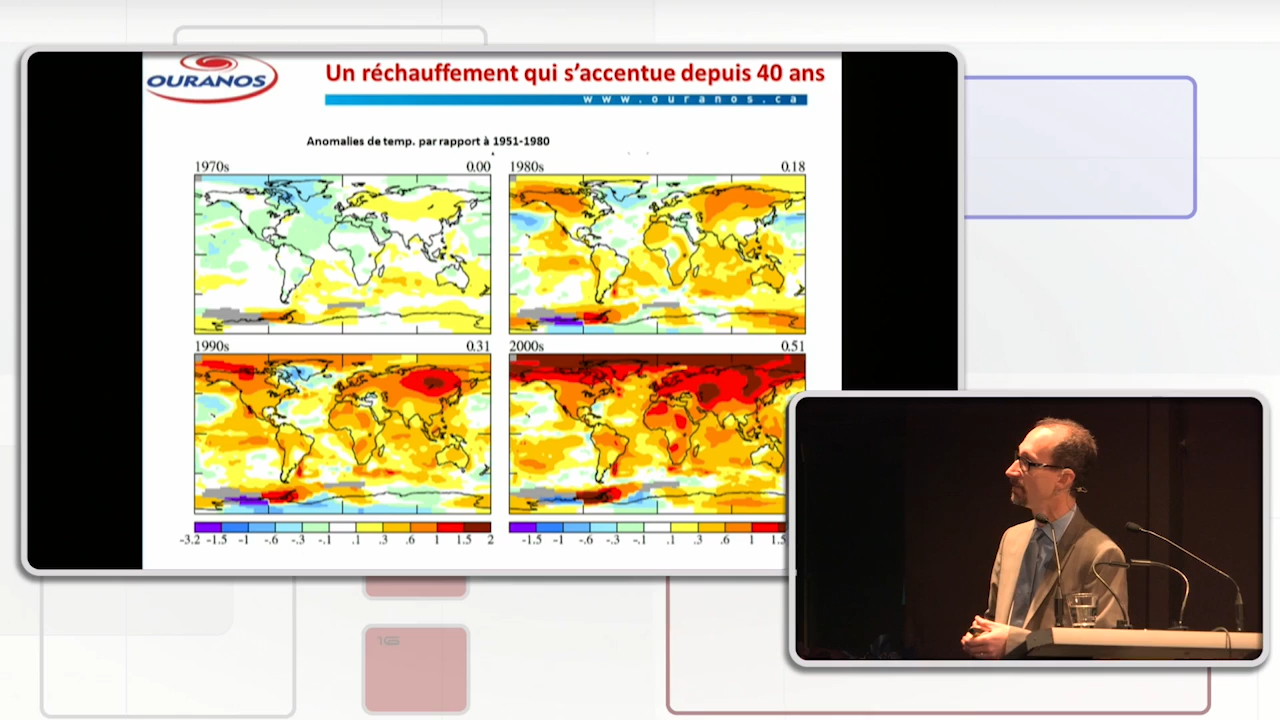 OURANOS
Un réchauffement qui s'accentue depuis 40 ans
www.ouranos.ca
Anomalies de temp. par rapport à 1951-1980
1970s 0.00
1980s 0.18
1990s 0.31
2000s 0.51
-3.2 -1.5 -1 -.6 -.3 -.1 .1 .3 .6 1 1.5 2
-1.5 -1 -.6 -.3 -.1 .1 .3 .6 1